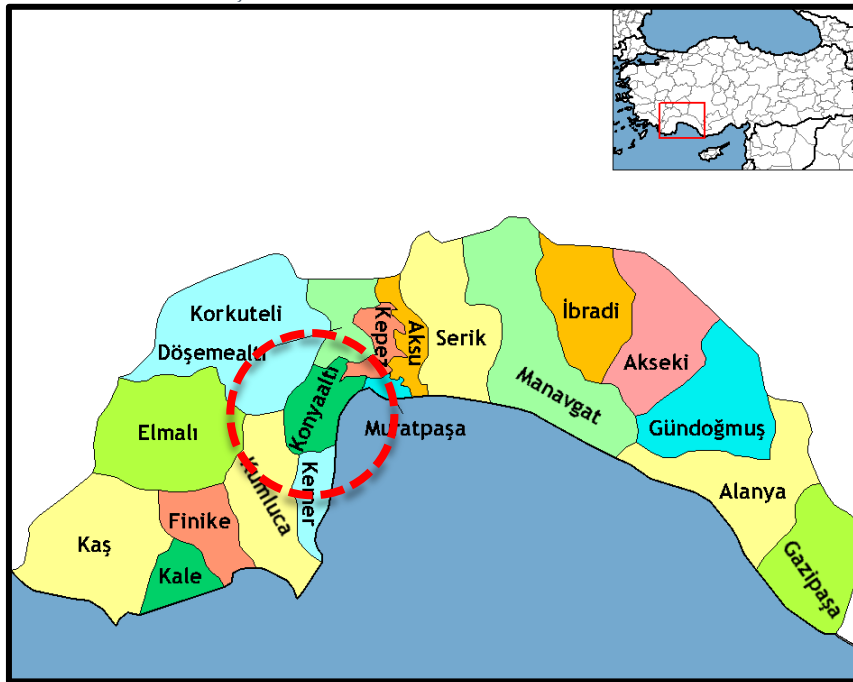 Korkuteli
Döşemealtı
Kepez
Aksu
Serik
İbradi
Akseki
Konyaaltı
Manavgat
Elmalı
Muratpaşa
Gündoğmuş
Kumluca
Kemer
Alanya
Kaş
Finike
Kale
Gazipaşa